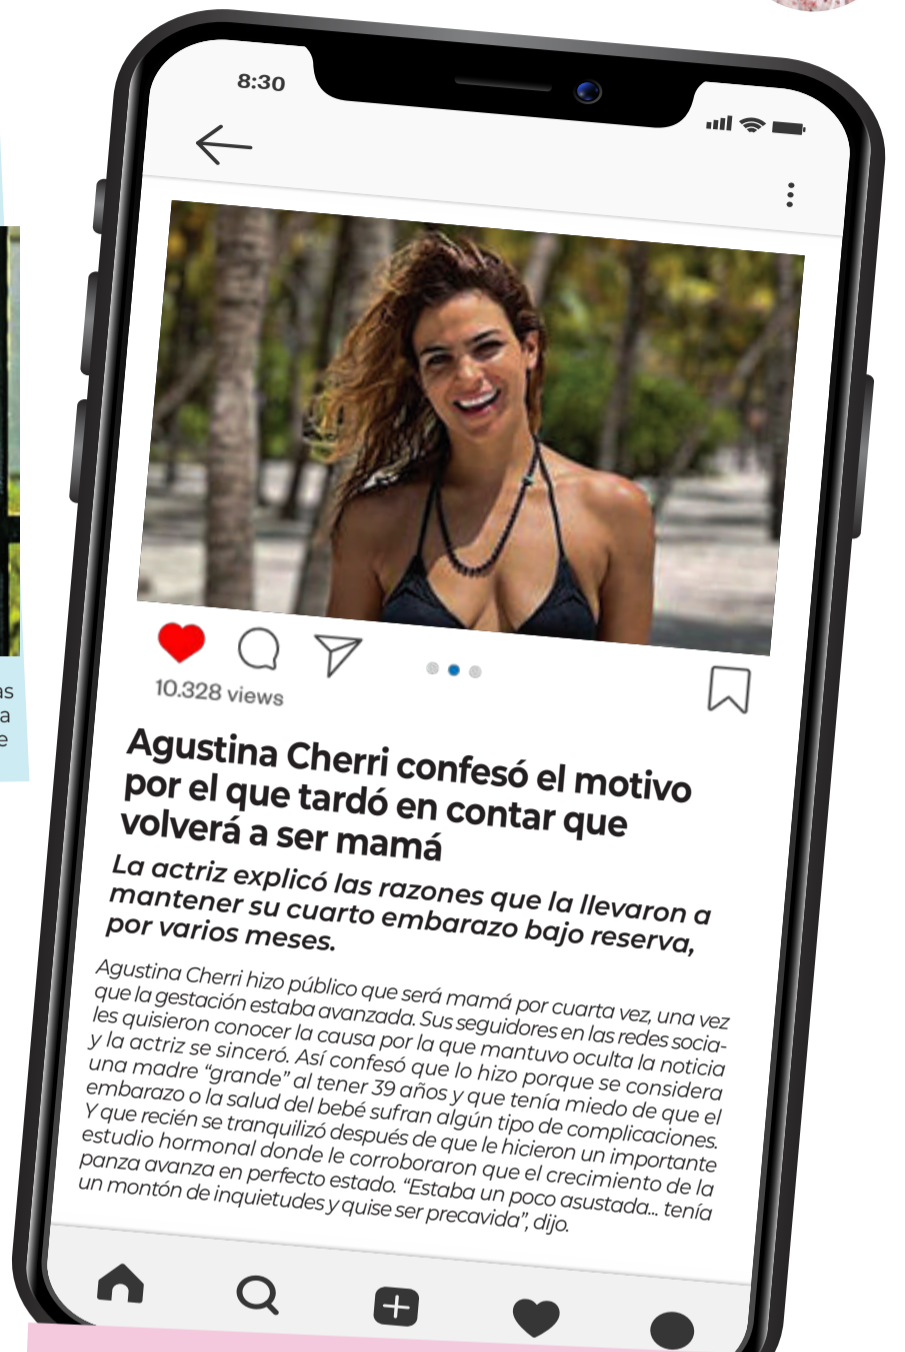 8:30
as
a
e
10.328 views
Agustina Cherri confesó el motivo
por el que tardó en contar que
volverá a ser mamá
La actriz explicó las razones que la llevaron a
mantener su cuarto embarazo bajo reserva,
por varios meses.
Agustina Cherri hizo público que será mamá por cuarta vez, una vez
que la gestación estaba avanzada. Sus seguidores en las redes socia-
les quisieron conocer la causa por la que mantuvo oculta la noticia
y la actriz se sinceró. Así confesó que lo hizo porque se considera
una madre “grande” al tener 39 años y que tenía miedo de que el
embarazo o la salud del bebé sufran algún tipo de complicaciones.
Y que recién se tranquilizó después de que le hicieron un importante
estudio hormonal donde le corroboraron que el crecimiento de la
panza avanza en perfecto estado. “Estaba un poco asustada... tenía
un montón de inquietudes y quise ser precavida”, dijo.